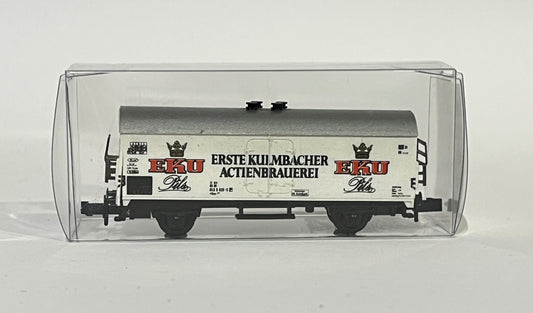 EKU
Pils
ERSTE KULMBACHER
ACTIENBRAUEREI
EKU
Pils